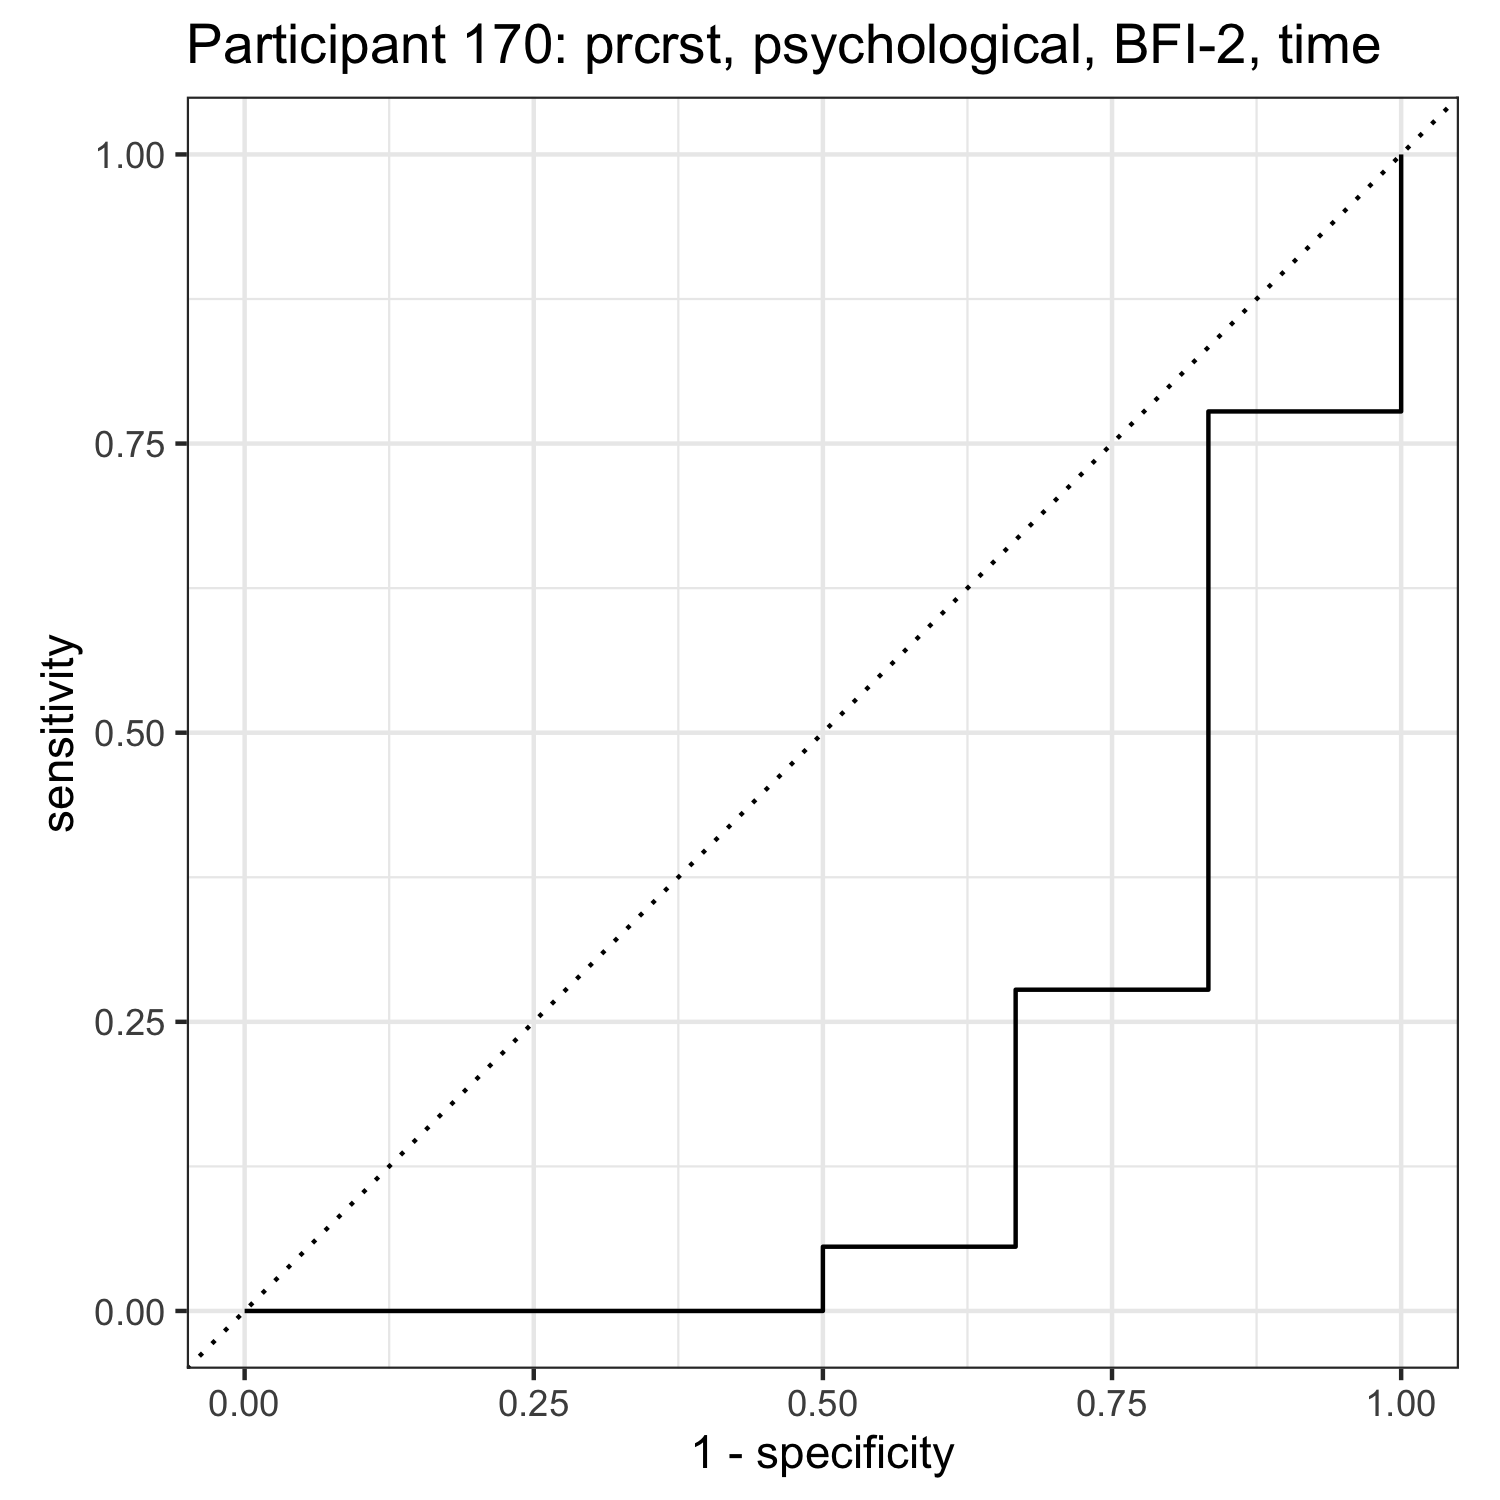 Participant 170: prcrst, psychological, BFI-2, time
1.00
0.75
0.50
0.25
0.00
sensitivity
0.00 0.25 0.50 0.75 1.00
1 - specificity